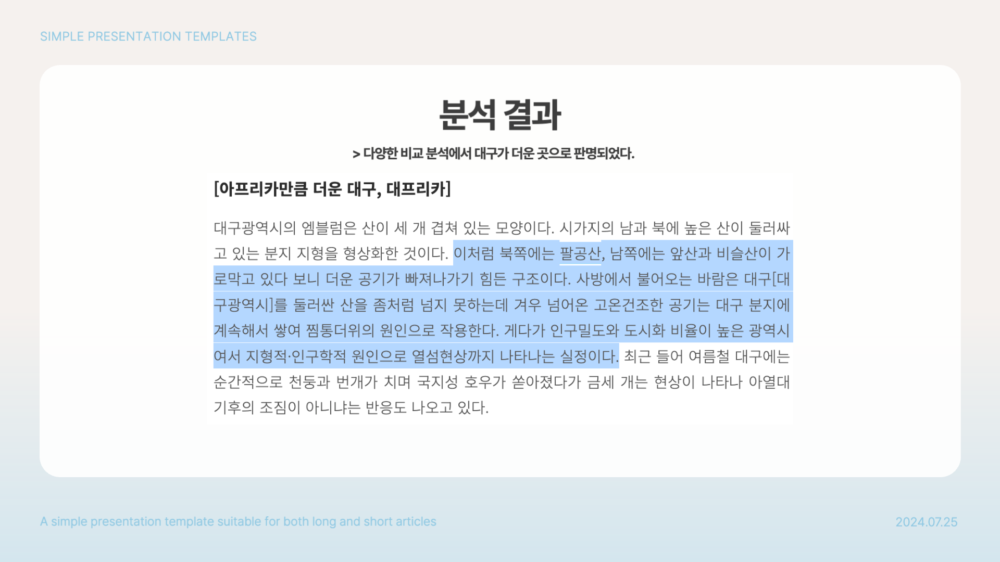 SIMPLE PRESENTATION TEMPLATES
분석 결과
> 다양한 비교 분석에서 대구가 더운 곳으로 판명되었다.
[아프리카만큼 더운 대구, 대프리카]
대구광역시의 엠블럼은 산이 세 개 겹쳐 있는 모양이다. 시가지의 남과 북에 높은 산이 둘러싸
고 있는 분지 지형을 형상화한 것이다. 이처럼 북쪽에는 팔공산, 남쪽에는 앞산과 비슬산이 가
로막고 있다 보니 더운 공기가 빠져나가기 힘든 구조이다. 사방에서 불어오는 바람은 대구[대
구광역시]를 둘러싼 산을 좀처럼 넘지 못하는데 겨우 넘어온 고온건조한 공기는 대구 분지에
계속해서 쌓여 찜통더위의 원인으로 작용한다. 게다가 인구밀도와 도시화 비율이 높은 광역시
여서 지형적·인구학적 원인으로 열섬현상까지 나타나는 실정이다. 최근 들어 여름철 대구에는
순간적으로 천둥과 번개가 치며 국지성 호우가 쏟아졌다가 금세 개는 현상이 나타나 아열대
기후의 조짐이 아니냐는 반응도 나오고 있다.
A simple presentation template suitable for both long and short articles
2024.07.25